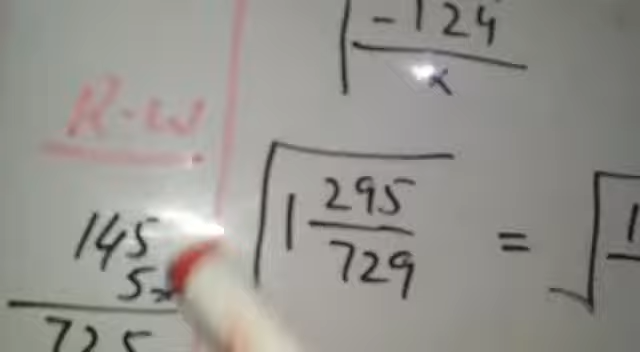 -124
x
R.W
√1 295/729 = √1
145
5x
725